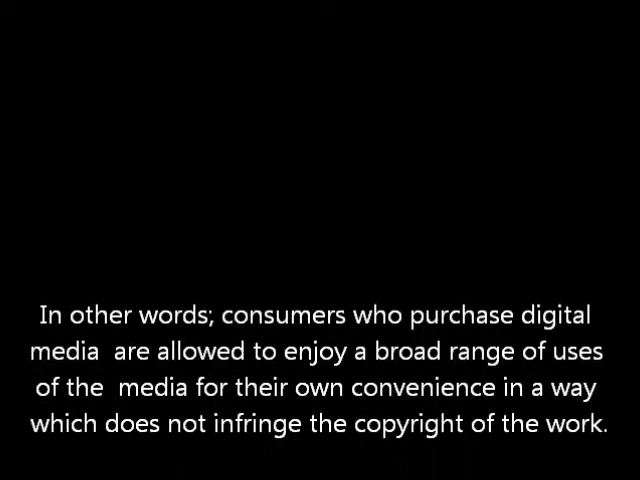 In other words; consumers who purchase digital
media  are allowed to enjoy a broad range of uses
of the  media for their own convenience in a way
which does not infringe the copyright of the work.